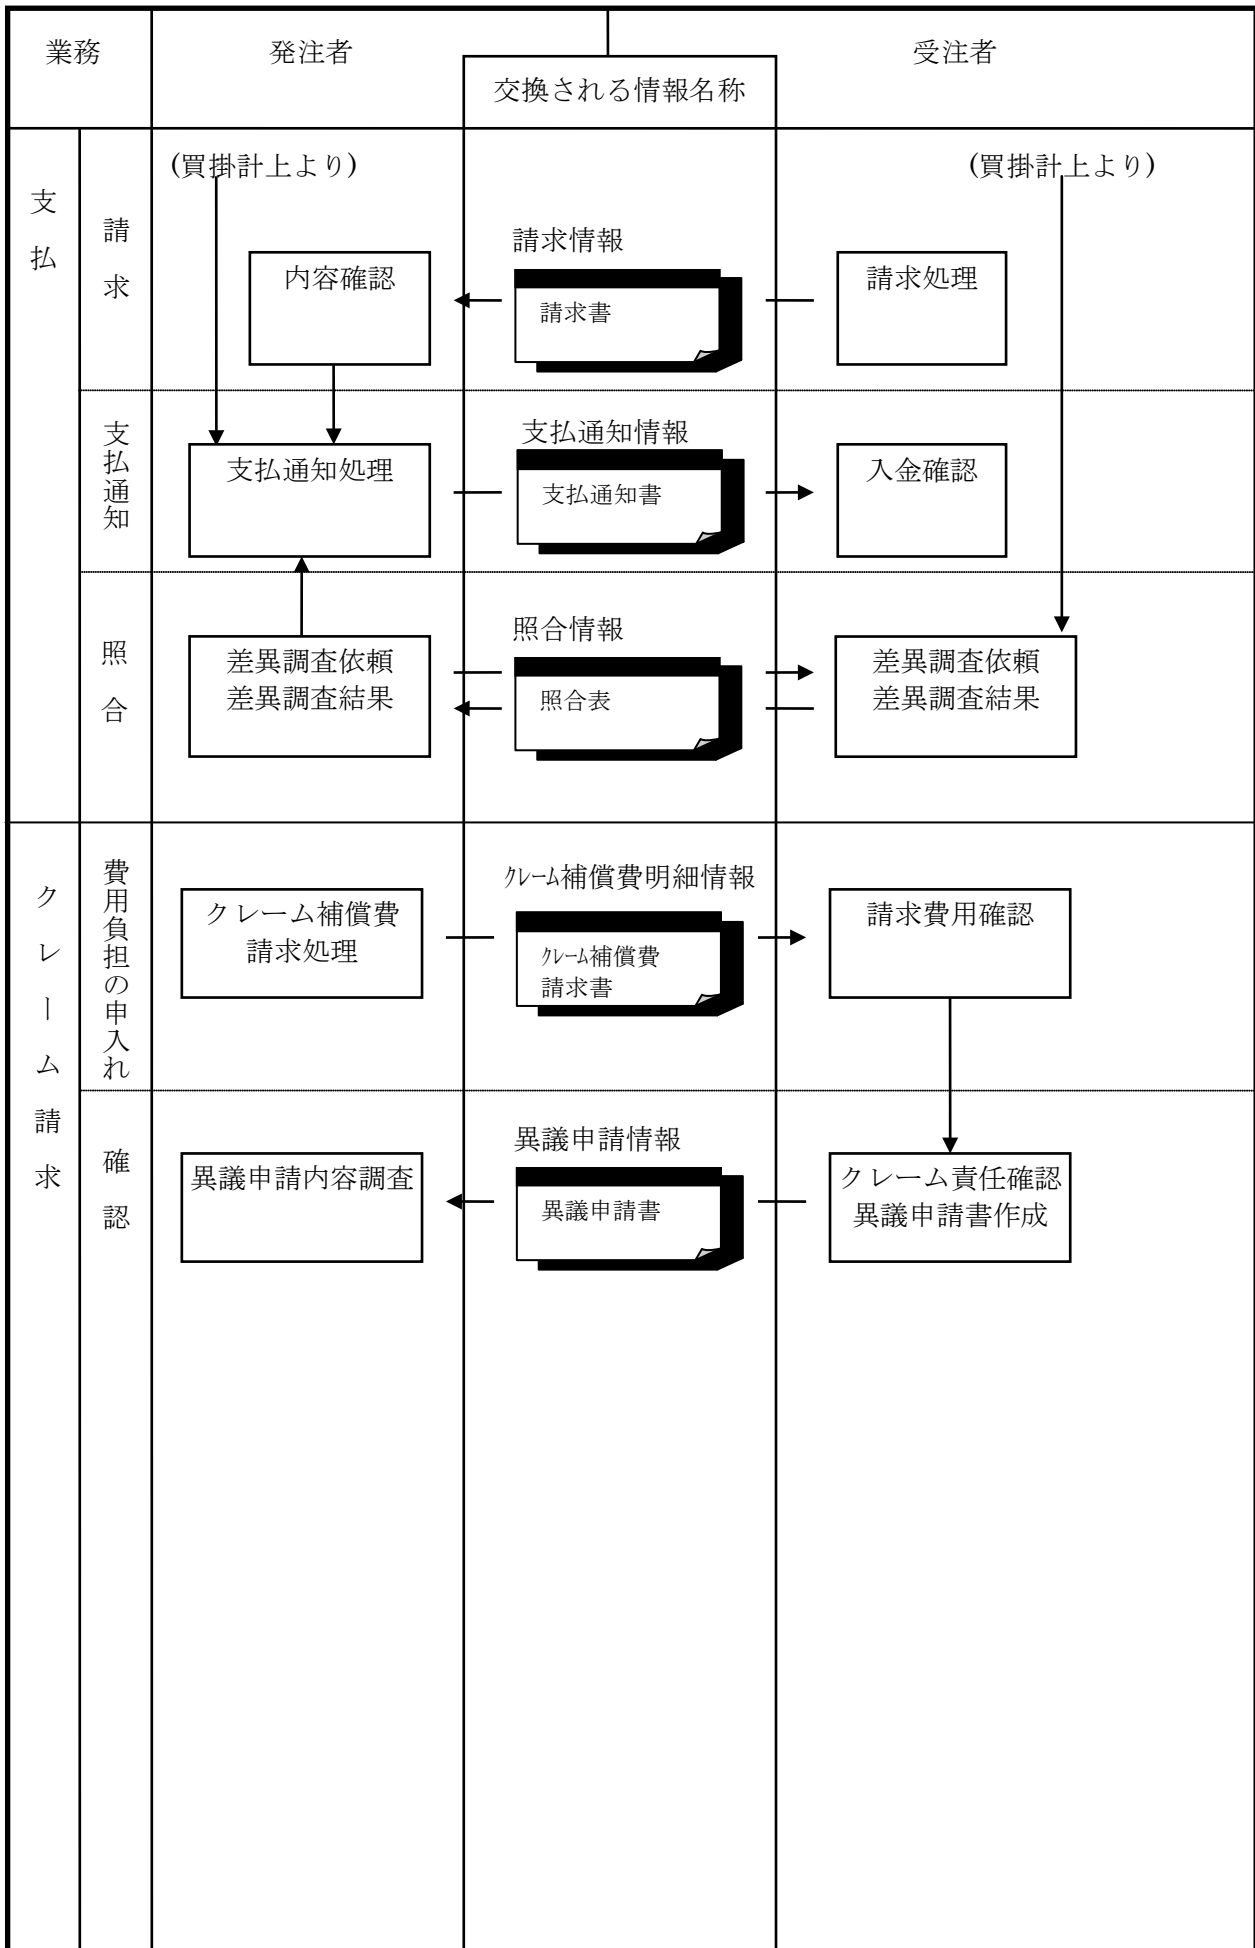 業務
発注者
受注者
交換される情報名称
支払
請求
(買掛計上より)
(買掛計上より)
請求情報
内容確認
請求書
請求処理
支払通知
支払通知情報
支払通知処理
支払通知書
入金確認
照合
照合情報
差異調査依頼
差異調査結果
照合表
差異調査依頼
差異調査結果
クレーム請求
費用負担の申入れ
ｸﾚｰﾑ補償費明細情報
クレーム補償費
請求処理
ｸﾚｰﾑ補償費
請求書
請求費用確認
確認
異議申請情報
異議申請内容調査
異議申請書
クレーム責任確認
異議申請書作成